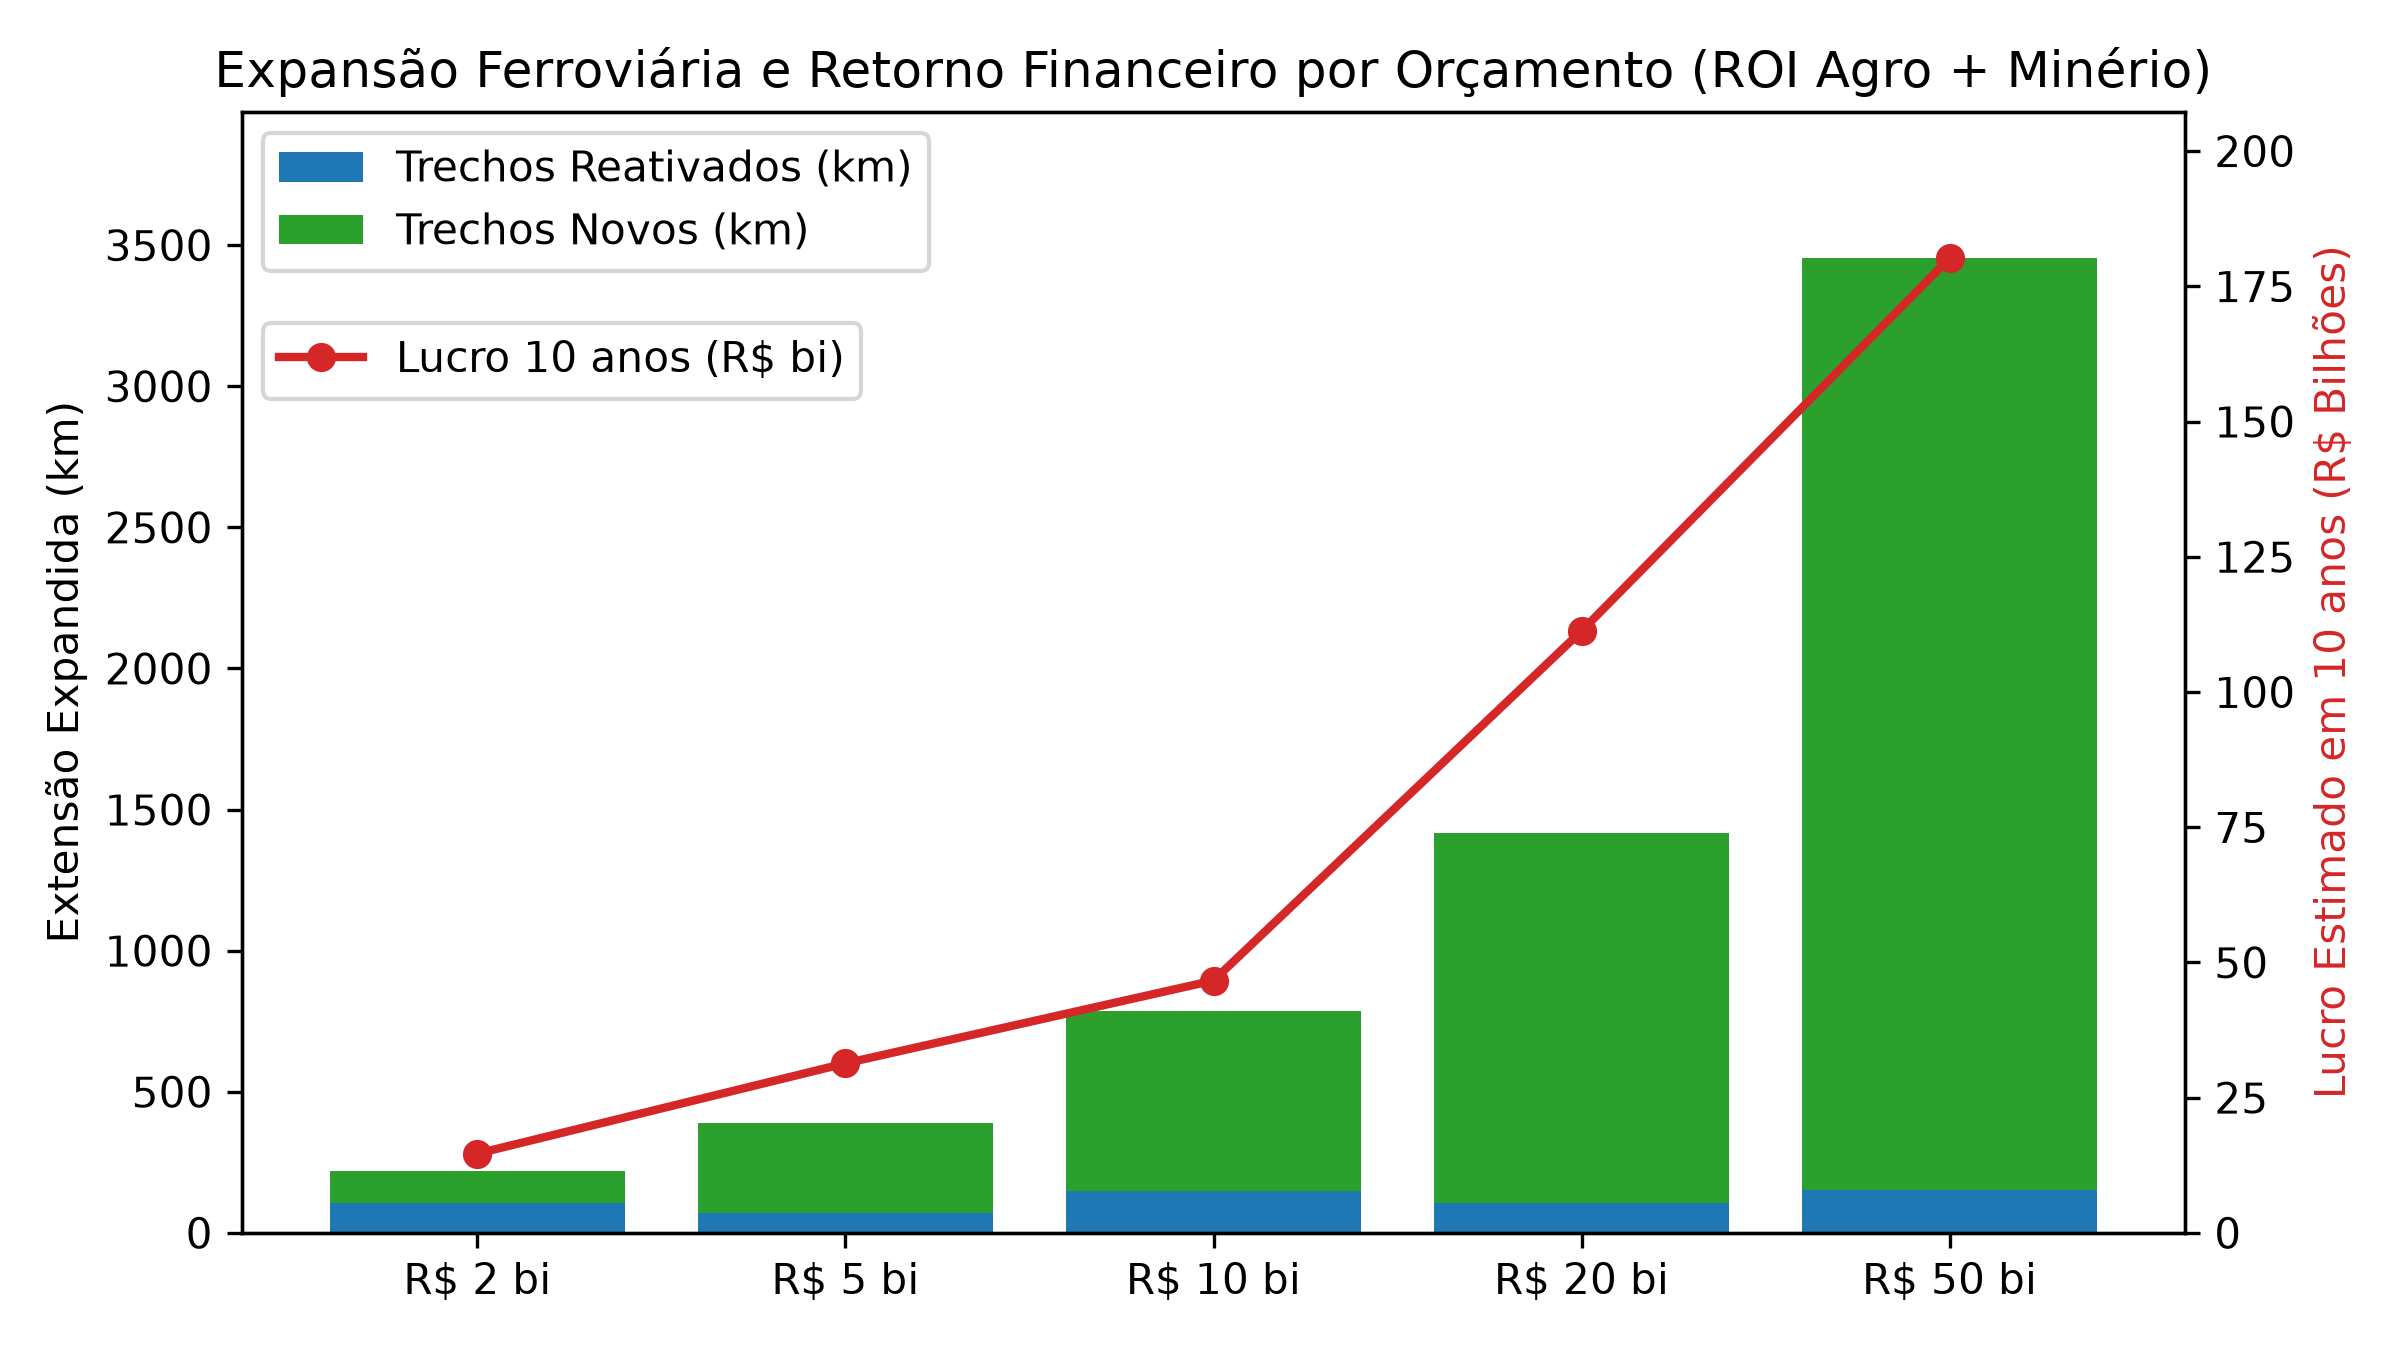 Expansão Ferroviária e Retorno Financeiro por Orçamento (ROI Agro + Minério)
Trechos Reativados (km)
Trechos Novos (km)
Lucro 10 anos (R$ bi)
Extensão Expandida (km)
3500
3000
2500
2000
1500
1000
500
0
200
175
150
125
100
75
50
25
0
Lucro Estimado em 10 anos (R$ Bilhões)
R$ 2 bi
R$ 5 bi
R$ 10 bi
R$ 20 bi
R$ 50 bi